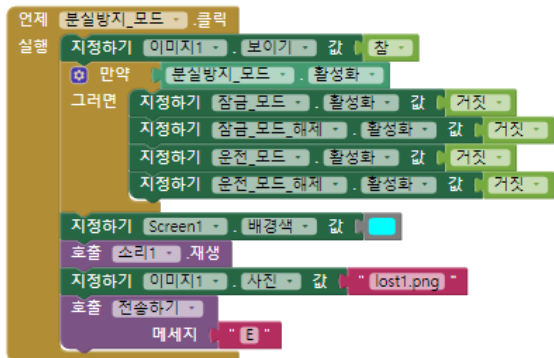 언제 분실방지_모드 .클릭
실행 지정하기 이미지1 . 보이기 값 참
만약 분실방지_모드 . 활성화
그러면 지정하기 잠금_모드 . 활성화 값 거짓
지정하기 잠금_모드_해제 . 활성화 값 거짓
지정하기 운전_모드 . 활성화 값 거짓
지정하기 운전_모드_해제 . 활성화 값 거짓
지정하기 Screen1 . 배경색 값
호출 소리1 .재생
지정하기 이미지1 . 사진 값 " lost1.png "
호출 전송하기
메세지 " E "